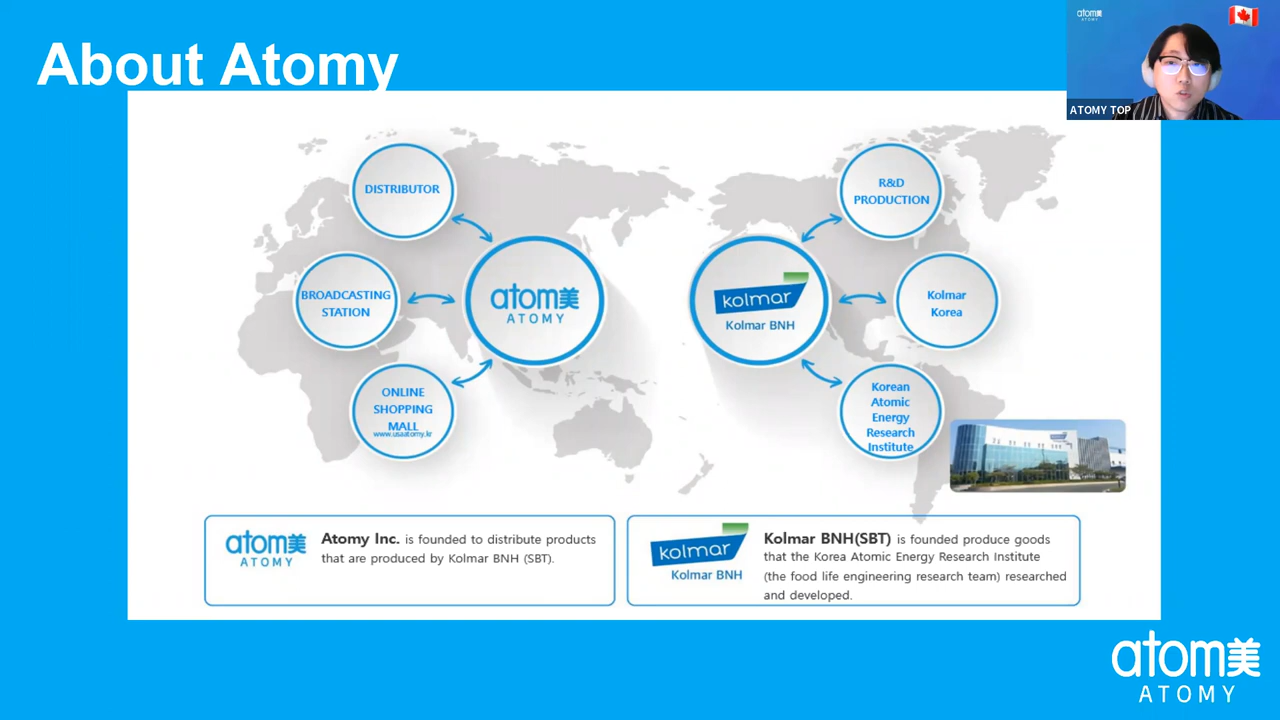 About Atomy
atom美
ATOMY TOP
DISTRIBUTOR
BROADCASTING
STATION
ONLINE
SHOPPING
MALL
www.usaatomy.kr
atom美
ATOMY
R&D
PRODUCTION
kolmar
Kolmar BNH
Kolmar
Korea
Korean
Atomic
Energy
Research
Institute
atom美
ATOMY
Atomy Inc. is founded to distribute products
that are produced by Kolmar BNH (SBT).
kolmar
Kolmar BNH
Kolmar BNH(SBT) is founded produce goods
that the Korea Atomic Energy Research Institute
(the food life engineering research team) researched
and developed.
atom美
ATOMY